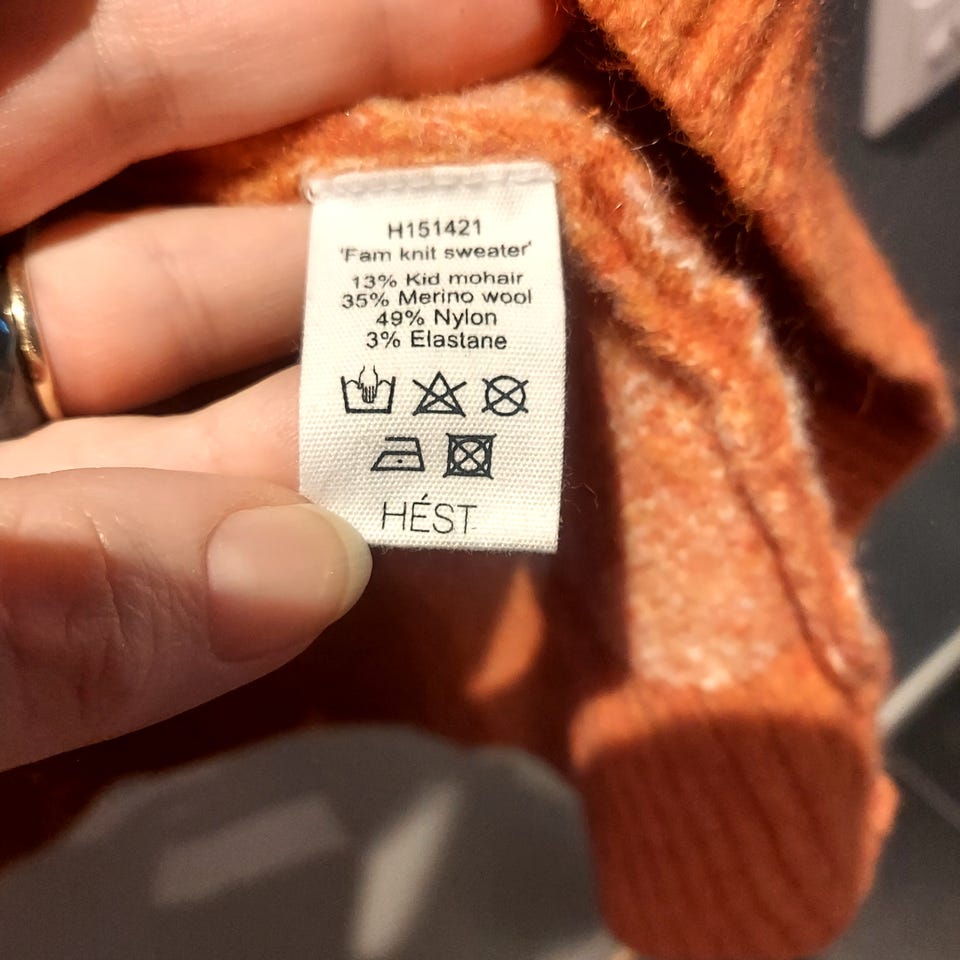 H151421
'Fam knit sweater'
13% Kid mohair
35% Merino wool
49% Nylon
3% Elastane
HÉST